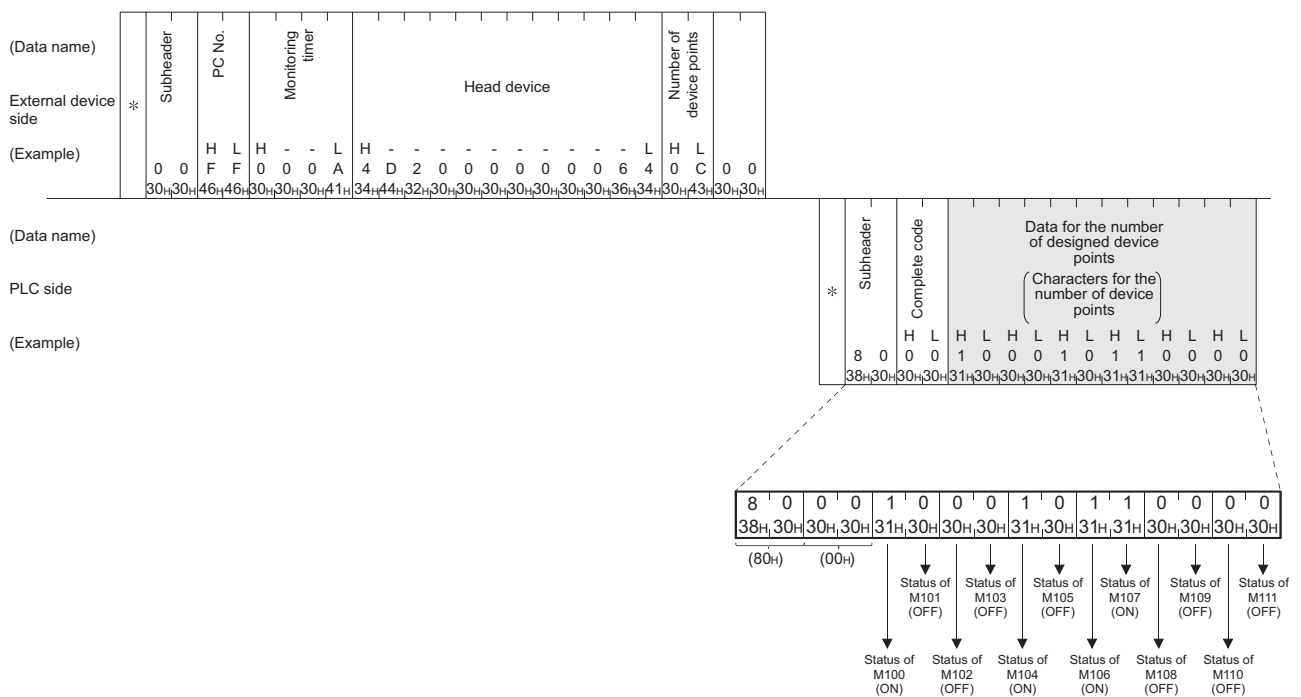 (Data name)
External device side
(Example)
*
Subheader
PC No.
Monitoring timer
Head device
Number of device points
H L H - - L H - - - - - - - - - - L H L
0 0 F F 0 0 0 A 4 D 2 0 0 0 0 0 0 0 6 4 0 C 0 0
30H 30H 46H 46H 30H 30H 30H 41H 34H 44H 32H 30H 30H 30H 30H 30H 30H 30H 36H 34H 30H 43H 30H 30H
(Data name)
PLC side
(Example)
*
Subheader
Complete code
Data for the number
of designed device
points
(Characters for the
number of device
points)
H L H L H L H L H L H L H L
8 0 0 0 1 0 0 0 1 0 1 1 0 0 0 0
38H 30H 30H 30H 31H 30H 30H 30H 31H 30H 31H 31H 30H 30H 30H 30H
8 0 0 0 1 0 0 0 1 0 1 1 0 0 0 0
38H 30H 30H 30H 31H 30H 30H 30H 31H 30H 31H 31H 30H 30H 30H 30H
(80H) (00H)
Status of M101 (OFF)
Status of M103 (OFF)
Status of M105 (OFF)
Status of M107 (ON)
Status of M109 (OFF)
Status of M111 (OFF)
Status of M100 (ON)
Status of M102 (OFF)
Status of M104 (ON)
Status of M106 (ON)
Status of M108 (OFF)
Status of M110 (OFF)